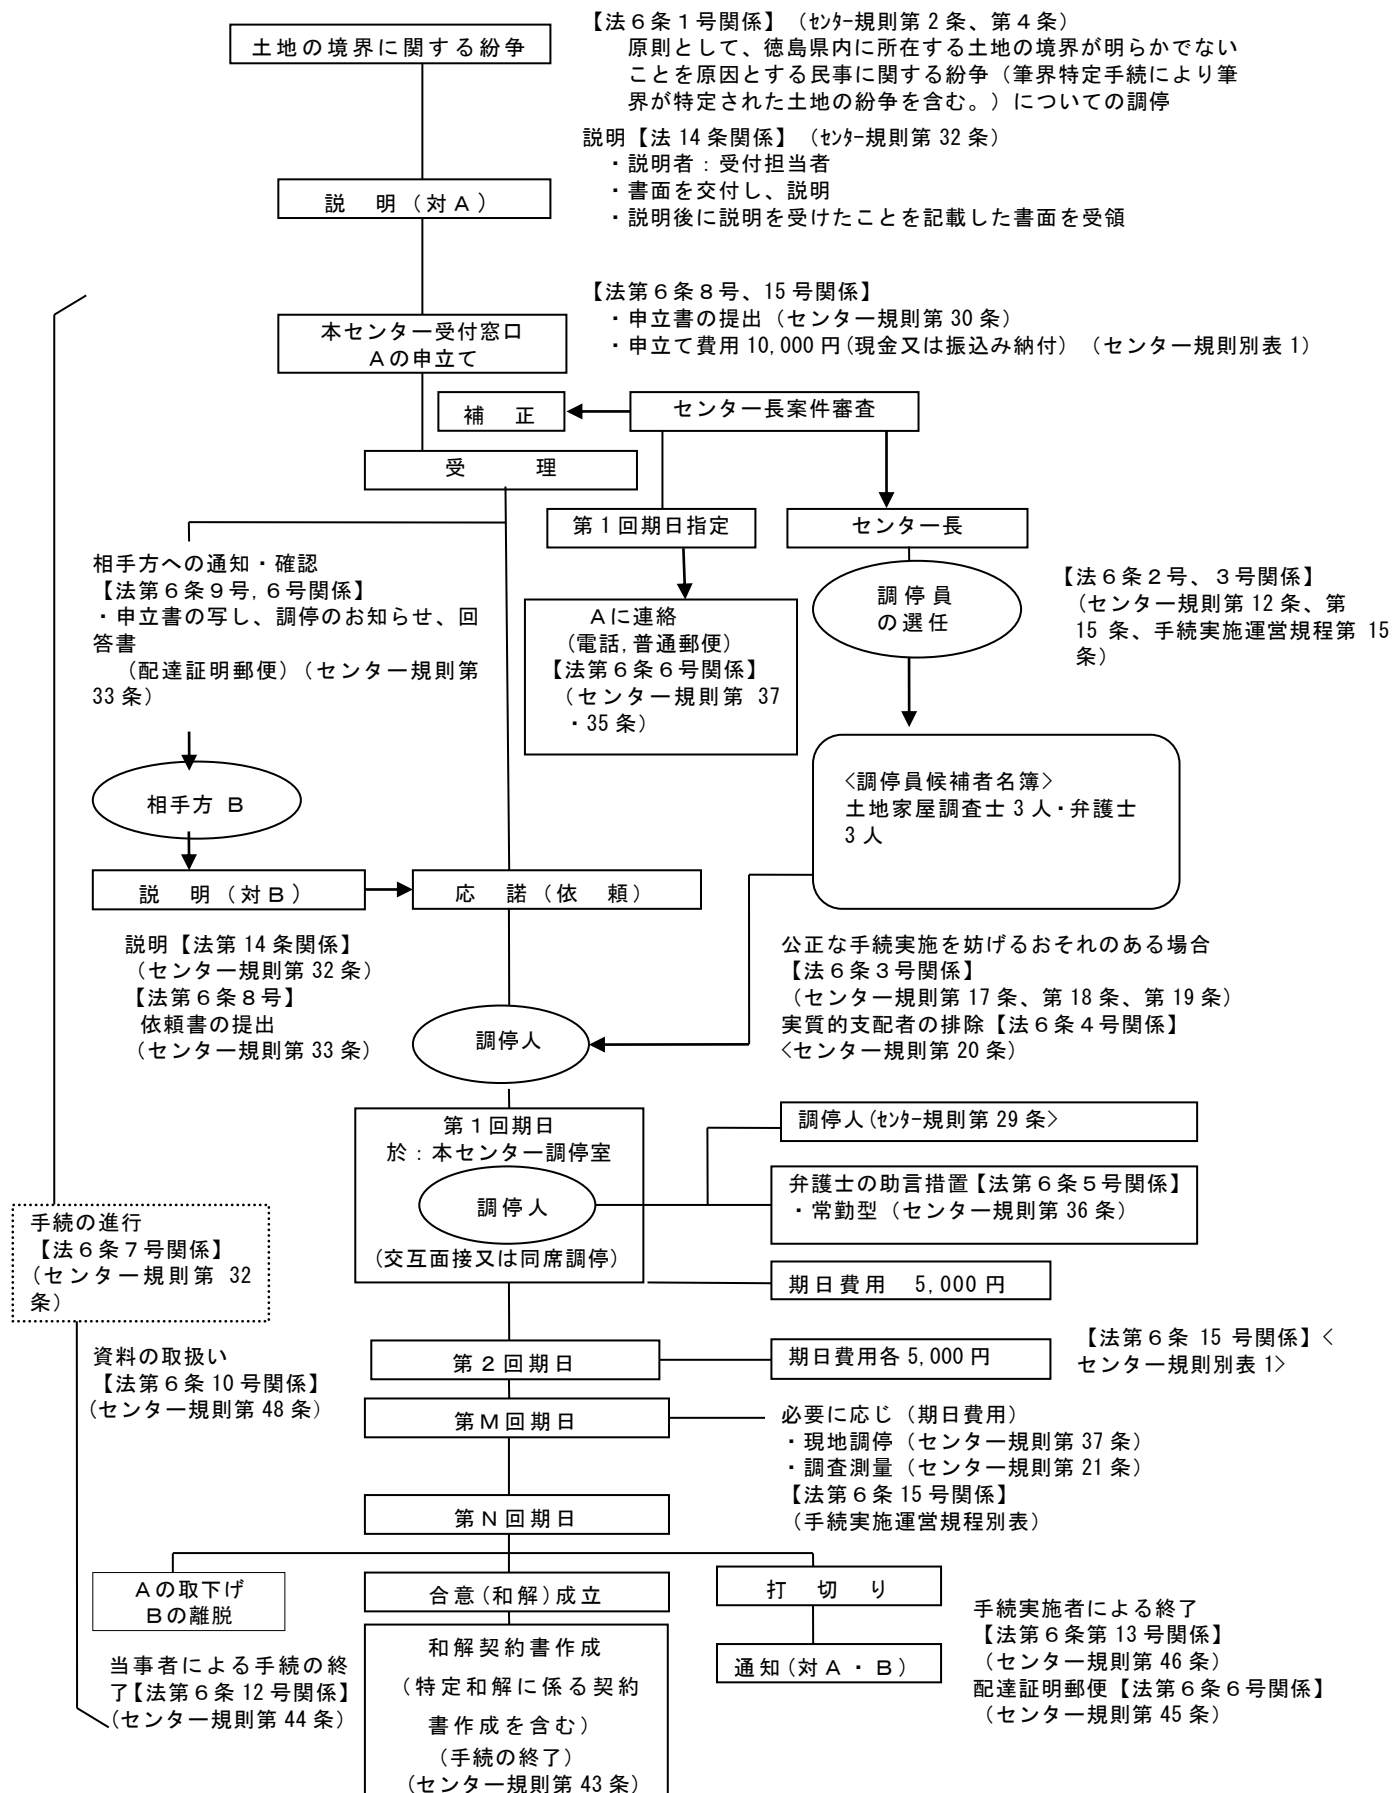 土地の境界に関する紛争
【法６条１号関係】（ｾﾝﾀｰ規則第２条、第４条）
原則として、徳島県内に所在する土地の境界が明らかでない
ことを原因とする民事に関する紛争（筆界特定手続により筆
界が特定された土地の紛争を含む。）についての調停
説　明（対Ａ）
説明【法 14 条関係】（ｾﾝﾀｰ規則第 32 条）
・説明者：受付担当者
・書面を交付し、説明
・説明後に説明を受けたことを記載した書面を受領
本センター受付窓口
Ａの申立て
【法第６条８号、15 号関係】
・申立書の提出（センター規則第 30 条）
・申立て費用 10,000 円(現金又は振込み納付)（センター規則別表 1）
補　正
センター長案件審査
受　　理
第１回期日指定
センター長
相手方への通知・確認
【法第６条９号,６号関係】
・申立書の写し、調停のお知らせ、回
答書
（配達証明郵便）（センター規則第
33 条）
Ａに連絡
(電話,普通郵便)
【法第６条６号関係】
（センター規則第 37
・35 条）
調停員
の選任
【法６条２号、３号関係】
（センター規則第 12 条、第
15 条、手続実施運営規程第 15
条）
相手方 Ｂ
<調停員候補者名簿>
土地家屋調査士 3 人・弁護士
3 人
説　明（対Ｂ）
応　諾（依　頼）
説明【法第 14 条関係】
（センター規則第 32 条）
【法第６条８号】
依頼書の提出
（センター規則第 33 条）
公正な手続実施を妨げるおそれのある場合
【法６条３号関係】
（センター規則第 17 条、第 18 条、第 19 条）
実質的支配者の排除【法６条４号関係】
<センター規則第 20 条）
調停人
第１回期日
於：本センター調停室
調停人
(交互面接又は同席調停)
調停人(ｾﾝﾀｰ規則第 29 条>
弁護士の助言措置【法第６条５号関係】
・常勤型（センター規則第 36 条）
期日費用　5,000 円
手続の進行
【法６条７号関係】
(センター規則第 32
条）
第２回期日
期日費用各 5,000 円
【法第６条 15 号関係】<
センター規則別表 1>
資料の取扱い
【法第６条 10 号関係】
(センター規則第 48 条）
第Ｍ回期日
必要に応じ（期日費用）
・現地調停（センター規則第 37 条）
・調査測量（センター規則第 21 条）
【法第６条 15 号関係】
（手続実施運営規程別表）
第Ｎ回期日
Ａの取下げ
Ｂの離脱
合意(和解)成立
打　切　り
当事者による手続の終
了【法第６条 12 号関係】
(センター規則第 44 条）
和解契約書作成
（特定和解に係る契約
書作成を含む）
（手続の終了）
(センター規則第 43 条）
通知(対Ａ・Ｂ)
手続実施者による終了
【法第６条第 13 号関係】
（センター規則第 46 条）
配達証明郵便【法第６条６号関係】
（センター規則第 45 条）